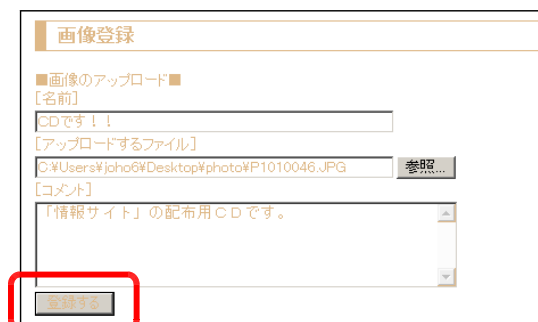 画像登録
■画像のアップロード■
[名前]
CDです！！
[アップロードするファイル]
C:¥Users¥joho6¥Desktop¥photo¥P1010046.JPG 参照...
[コメント]
「情報サイト」の配布用ＣＤです。
登録する